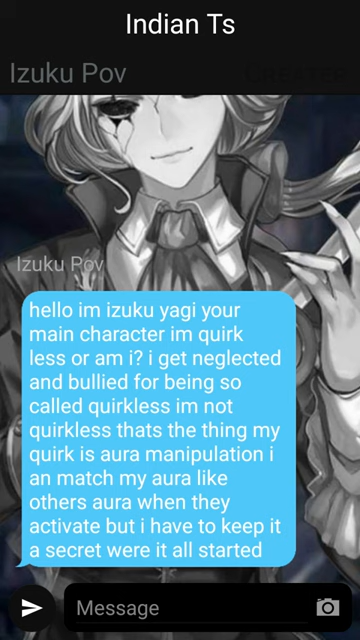 Indian Ts
Izuku Pov
Izuku Pov
hello im izuku yagi your
main character im quirk
less or am i? i get neglected
and bullied for being so
called quirkless im not
quirkless thats the thing my
quirk is aura manipulation i
an match my aura like
others aura when they
activate but i have to keep it
a secret were it all started
Message